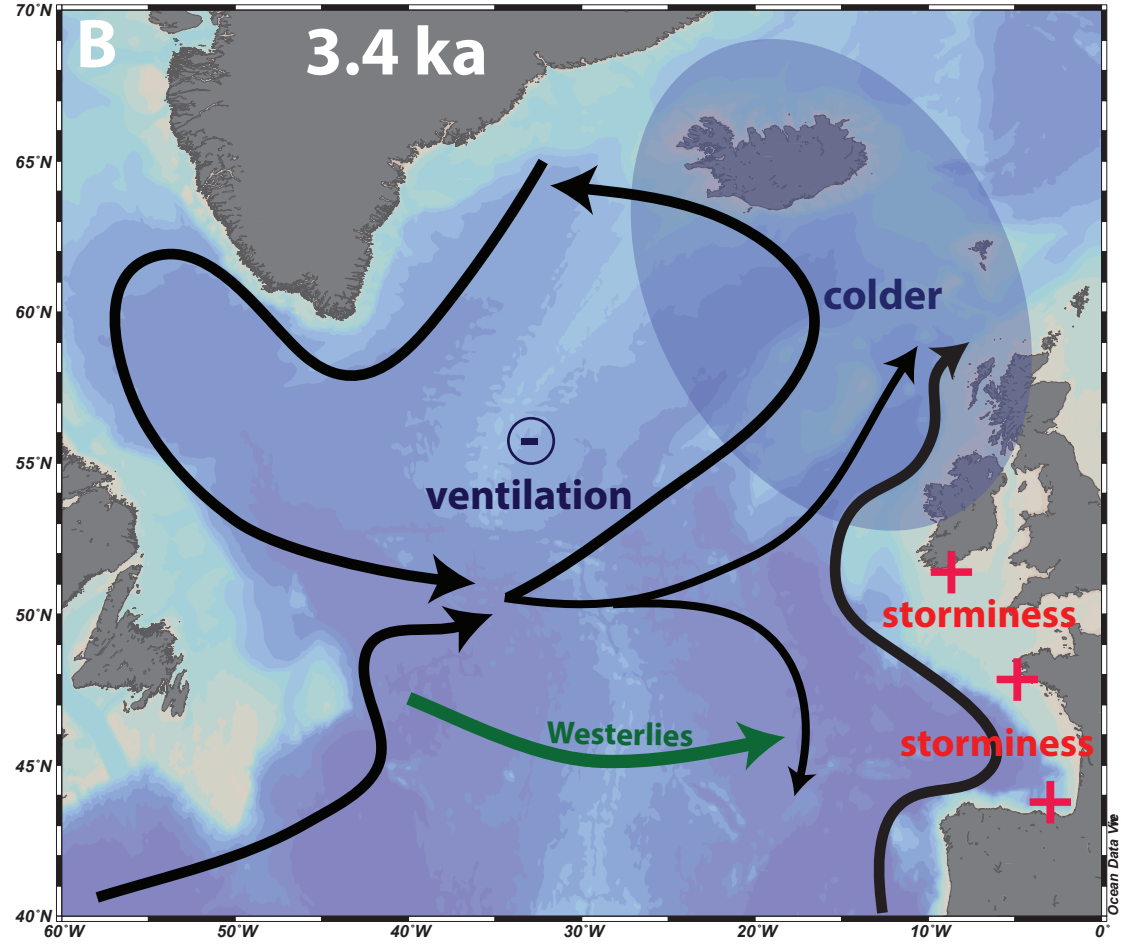 70˚N
B
3.4 ka
65˚N
60˚N
colder
55˚N
-
ventilation
50˚N
storminess
Westerlies
storminess
45˚N
Ocean Data Vie
40˚N
60˚W
50˚W
40˚W
30˚W
20˚W
10˚W
0˚